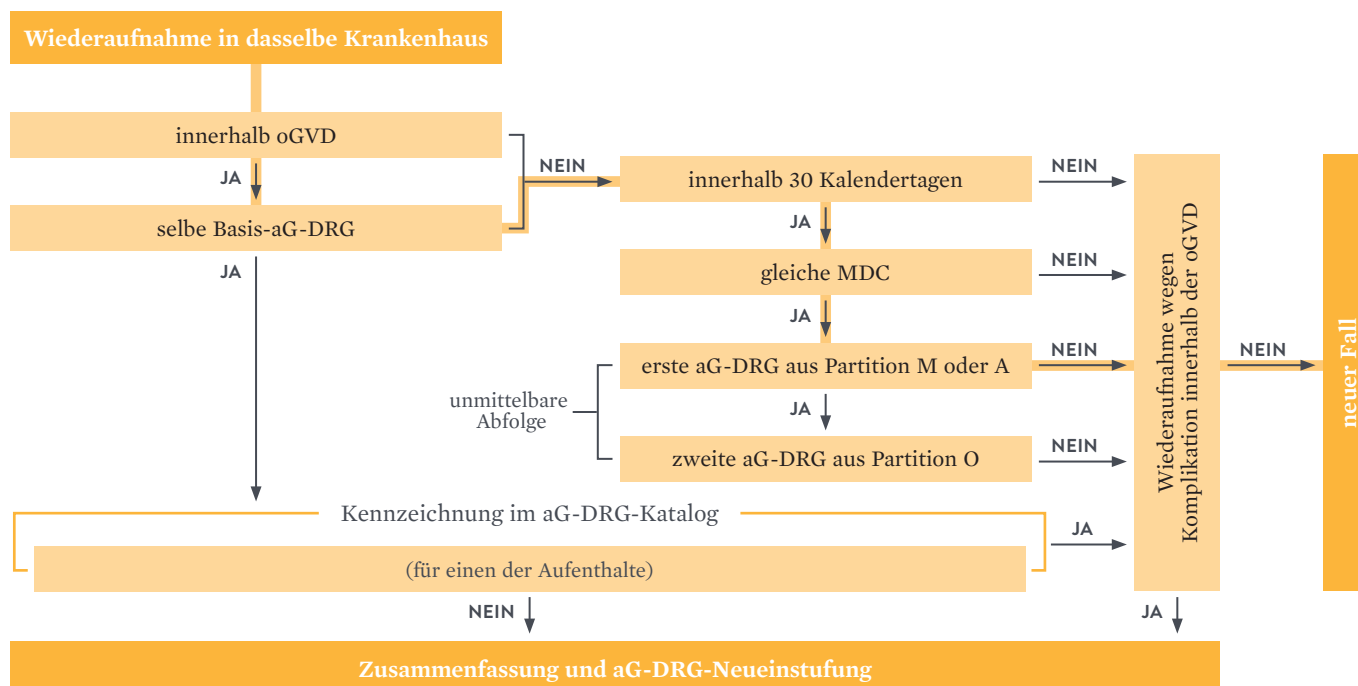 Wiederaufnahme in dasselbe Krankenhaus
innerhalb oGVD
JA
selbe Basis-aG-DRG
JA
NEIN
innerhalb 30 Kalendertagen
NEIN
JA
gleiche MDC
NEIN
JA
erste aG-DRG aus Partition M oder A
NEIN
JA
unmittelbare
Abfolge
zweite aG-DRG aus Partition O
NEIN
Kennzeichnung im aG-DRG-Katalog
JA
(für einen der Aufenthalte)
NEIN
Wiederaufnahme wegen
Komplikation innerhalb der oGVD
NEIN
JA
neuer Fall
Zusammenfassung und aG-DRG-Neueinstufung